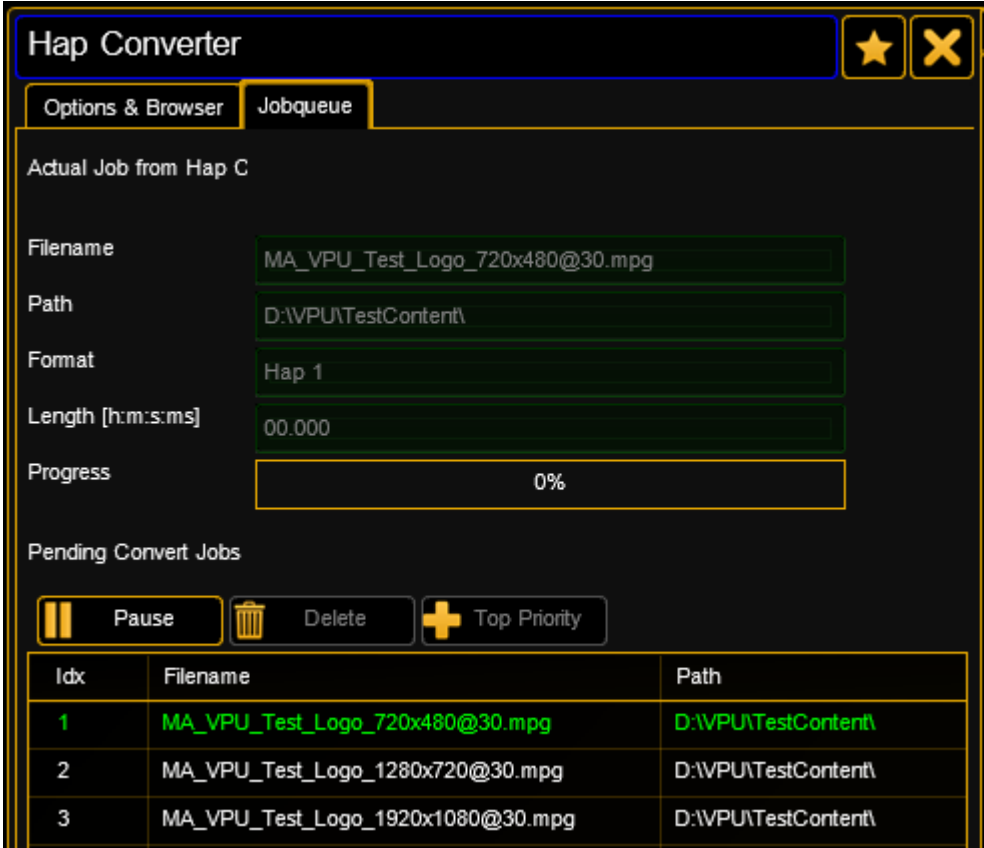 Hap Converter
Options & Browser Jobqueue
Actual Job from Hap C
Filename MA_VPU_Test_Logo_720x480@30.mpg
Path D:\VPU\TestContent\
Format Hap 1
Length [h:m:s:ms] 00.000
Progress 0%
Pending Convert Jobs
Pause Delete Top Priority
Idx Filename Path
1 MA_VPU_Test_Logo_720x480@30.mpg D:\VPU\TestContent\
2 MA_VPU_Test_Logo_1280x720@30.mpg D:\VPU\TestContent\
3 MA_VPU_Test_Logo_1920x1080@30.mpg D:\VPU\TestContent\